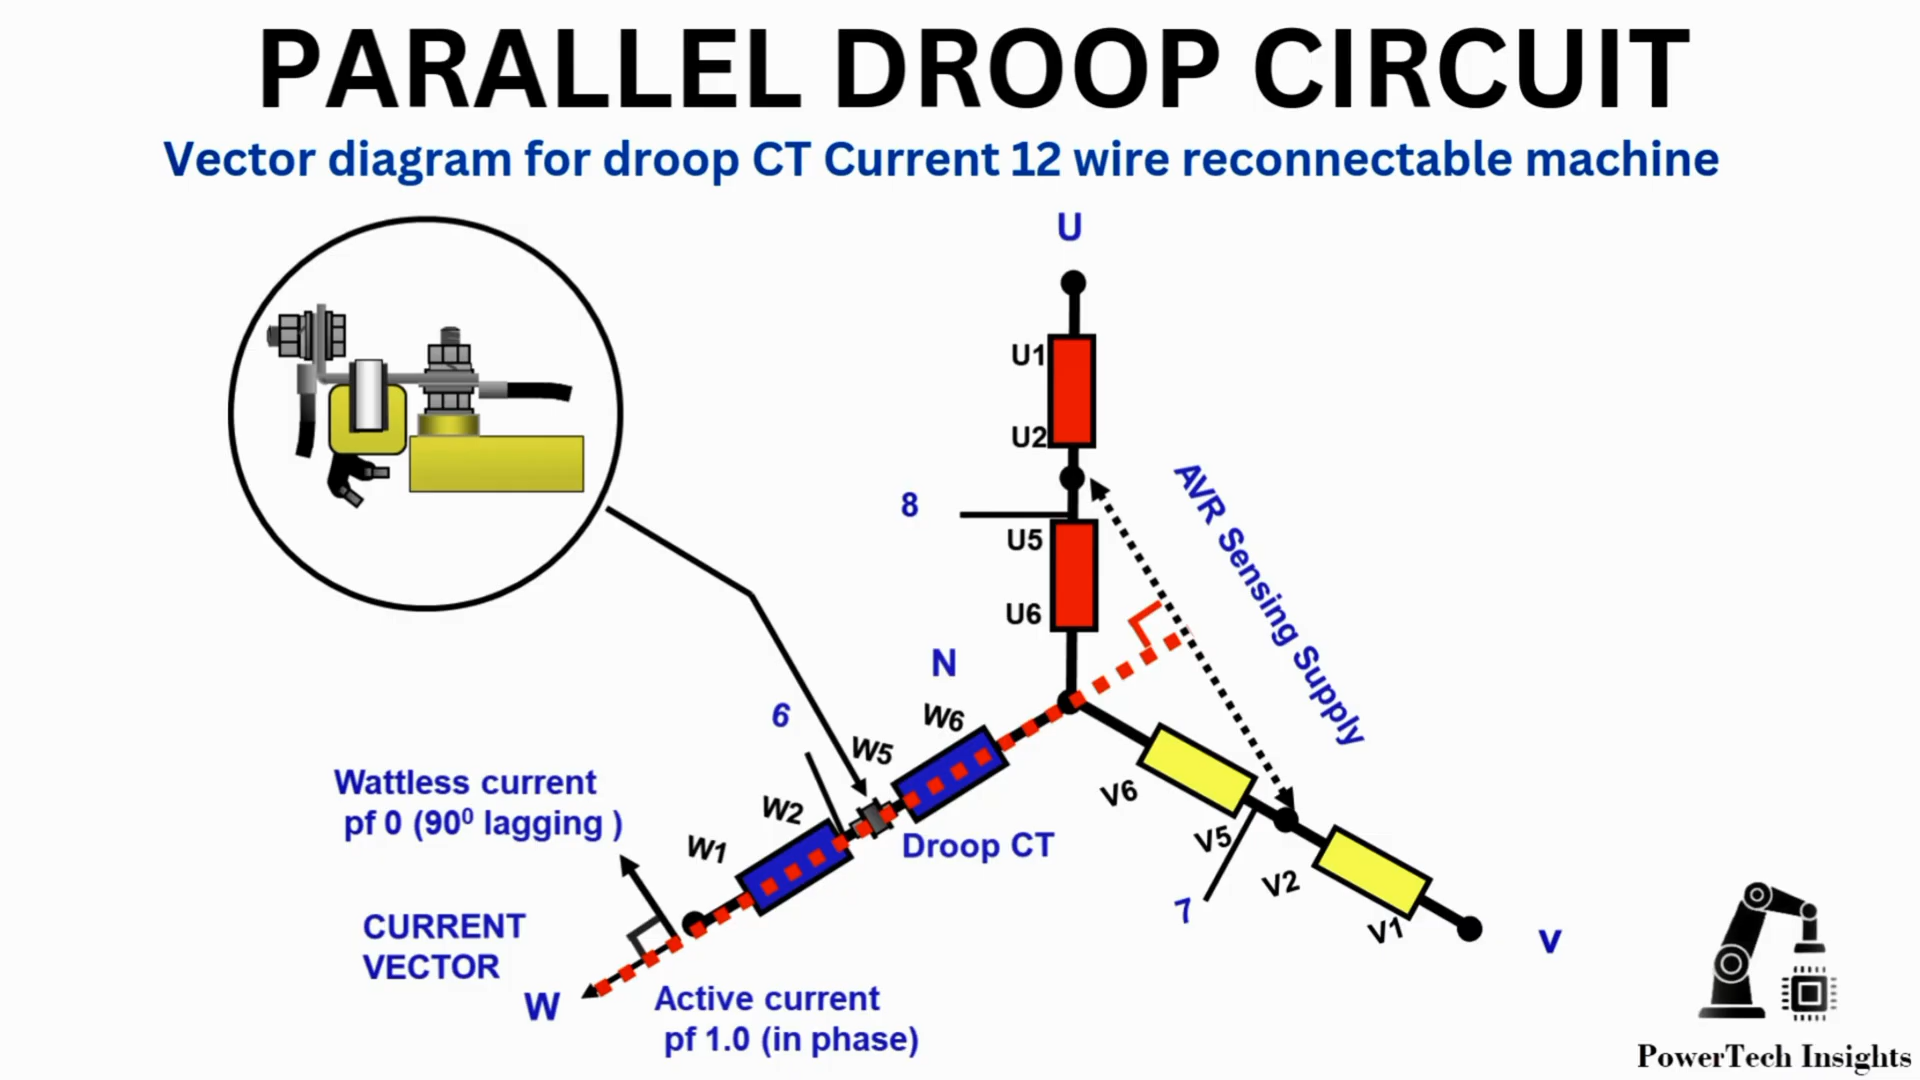 PARALLEL DROOP CIRCUIT
Vector diagram for droop CT Current 12 wire reconnectable machine
U
U1
U2
8
U5
U6
AVR Sensing Supply
N
6
W6
W5
W2
W1
Droop CT
V6
V5
V2
V1
7
V
Wattless current
pf 0 (90⁰ lagging )
CURRENT
VECTOR
W
Active current
pf 1.0 (in phase)
PowerTech Insights